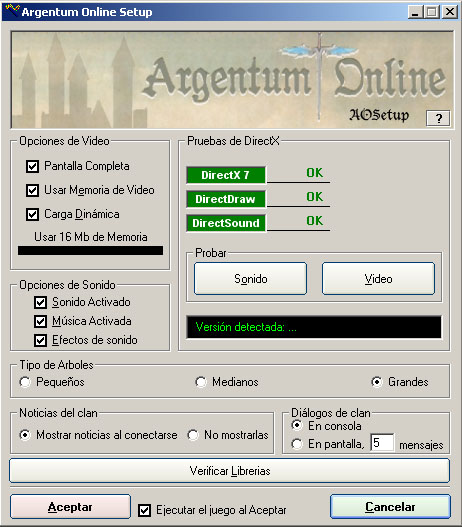 Argentum Online Setup
Argentum Online
AOSetup
?
Opciones de Video
Pantalla Completa
Usar Memoria de Video
Carga Dinámica
Usar 16 Mb de Memoria
Opciones de Sonido
Sonido Activado
Música Activada
Efectos de sonido
Pruebas de DirectX
DirectX 7 OK
DirectDraw OK
DirectSound OK
Probar
Sonido Video
Versión detectada: ...
Tipo de Arboles
Pequeños Medianos Grandes
Noticias del clan
Mostrar noticias al conectarse No mostrarlas
Diálogos de clan
En consola
En pantalla, 5 mensajes
Verificar Librerias
Aceptar Ejecutar el juego al Aceptar Cancelar